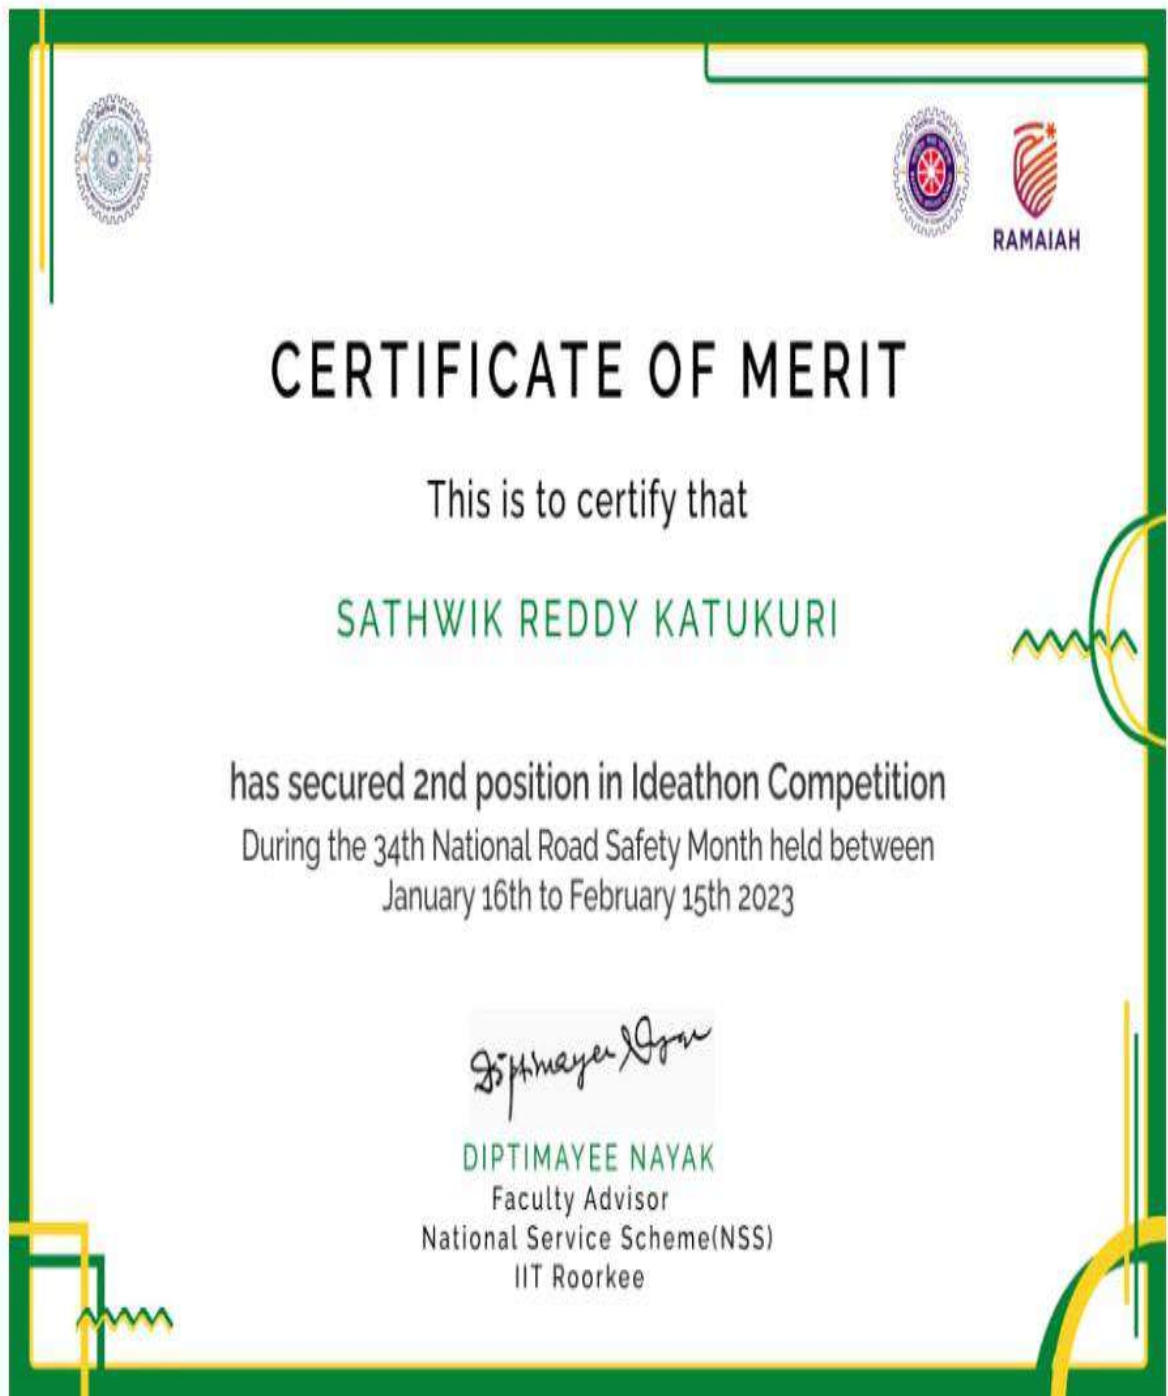 RAMAIAH
CERTIFICATE OF MERIT
This is to certify that
SATHWIK REDDY KATUKURI
has secured 2nd position in Ideathon Competition
During the 34th National Road Safety Month held between
January 16th to February 15th 2023
Diptimayee Nayak
DIPTIMAYEE NAYAK
Faculty Advisor
National Service Scheme(NSS)
IIT Roorkee